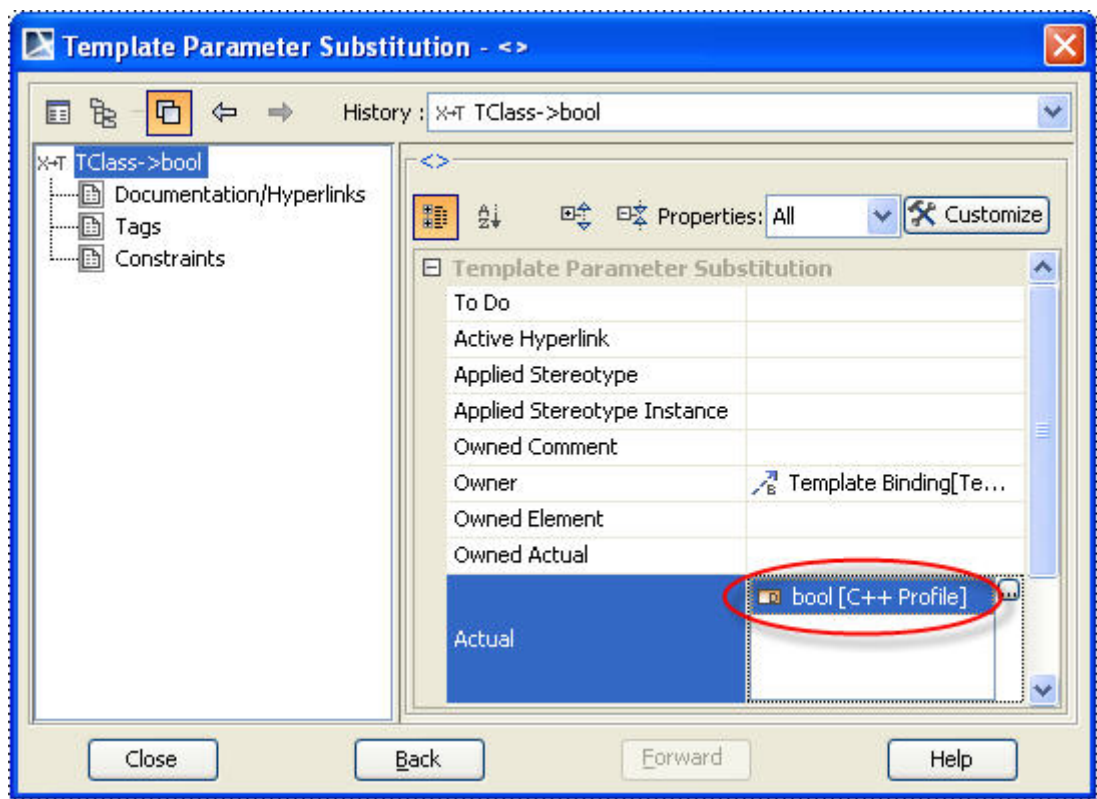 Template Parameter Substitution - <>
History : X→T TClass->bool
X→T TClass->bool
Documentation/Hyperlinks
Tags
Constraints
<>
Properties: All
Customize
Template Parameter Substitution
To Do
Active Hyperlink
Applied Stereotype
Applied Stereotype Instance
Owned Comment
Owner Template Binding[Te...
Owned Element
Owned Actual
Actual bool [C++ Profile] ...
Close Back Forward Help